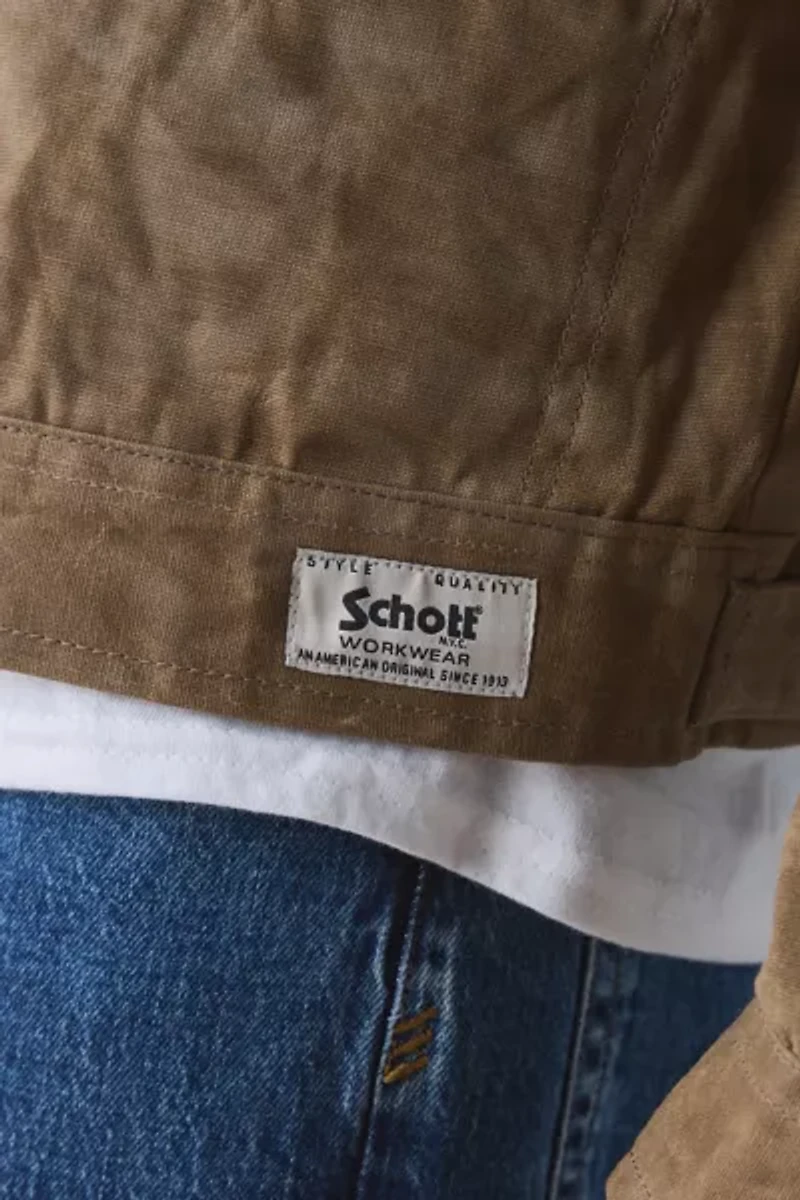 STYLE QUALITY
Schott®
N.Y.C.
WORKWEAR
AN AMERICAN ORIGINAL SINCE 1913